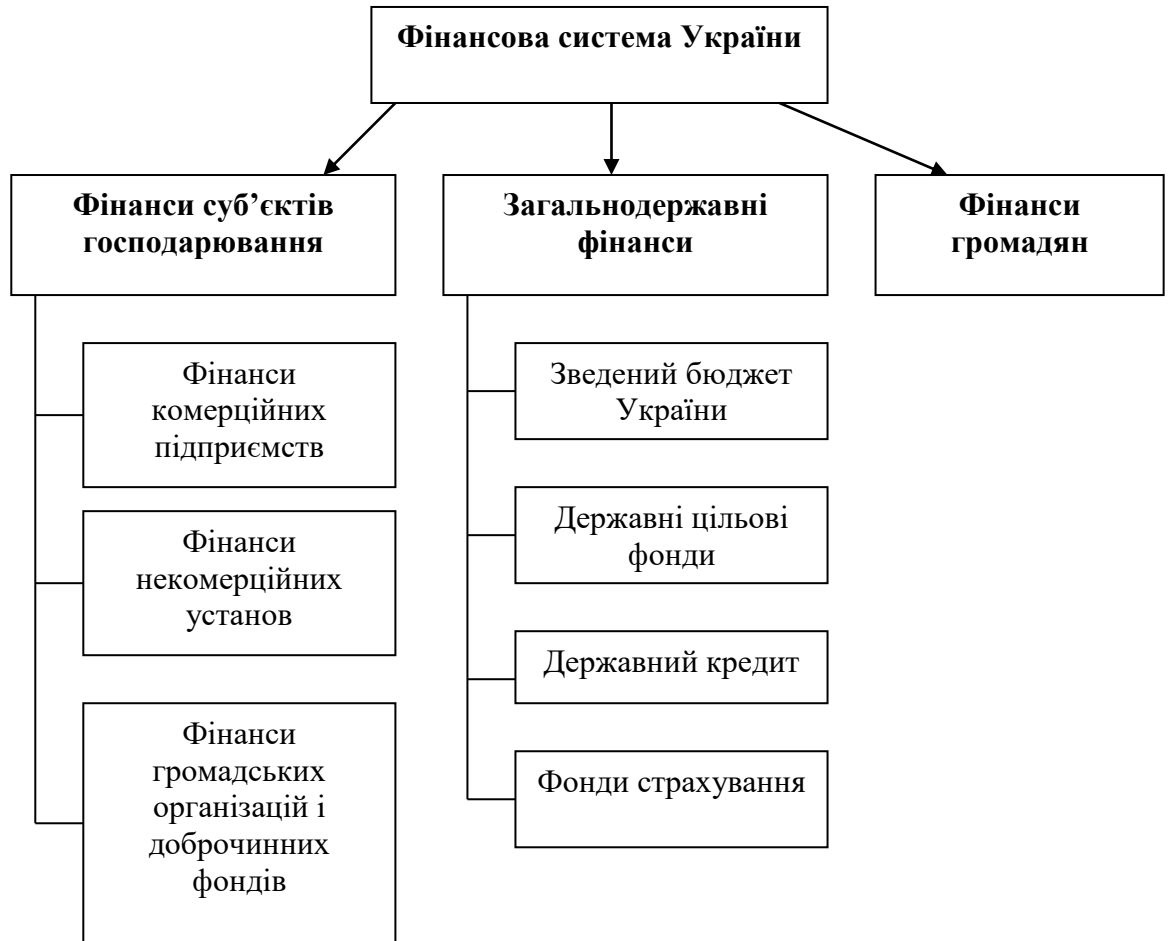 Фінансова система України
Фінанси суб’єктів
господарювання
Загальнодержавні
фінанси
Фінанси
громадян
Фінанси
комерційних
підприємств
Фінанси
некомерційних
установ
Фінанси
громадських
організацій і
доброчинних
фондів
Зведений бюджет
України
Державні цільові
фонди
Державний кредит
Фонди страхування